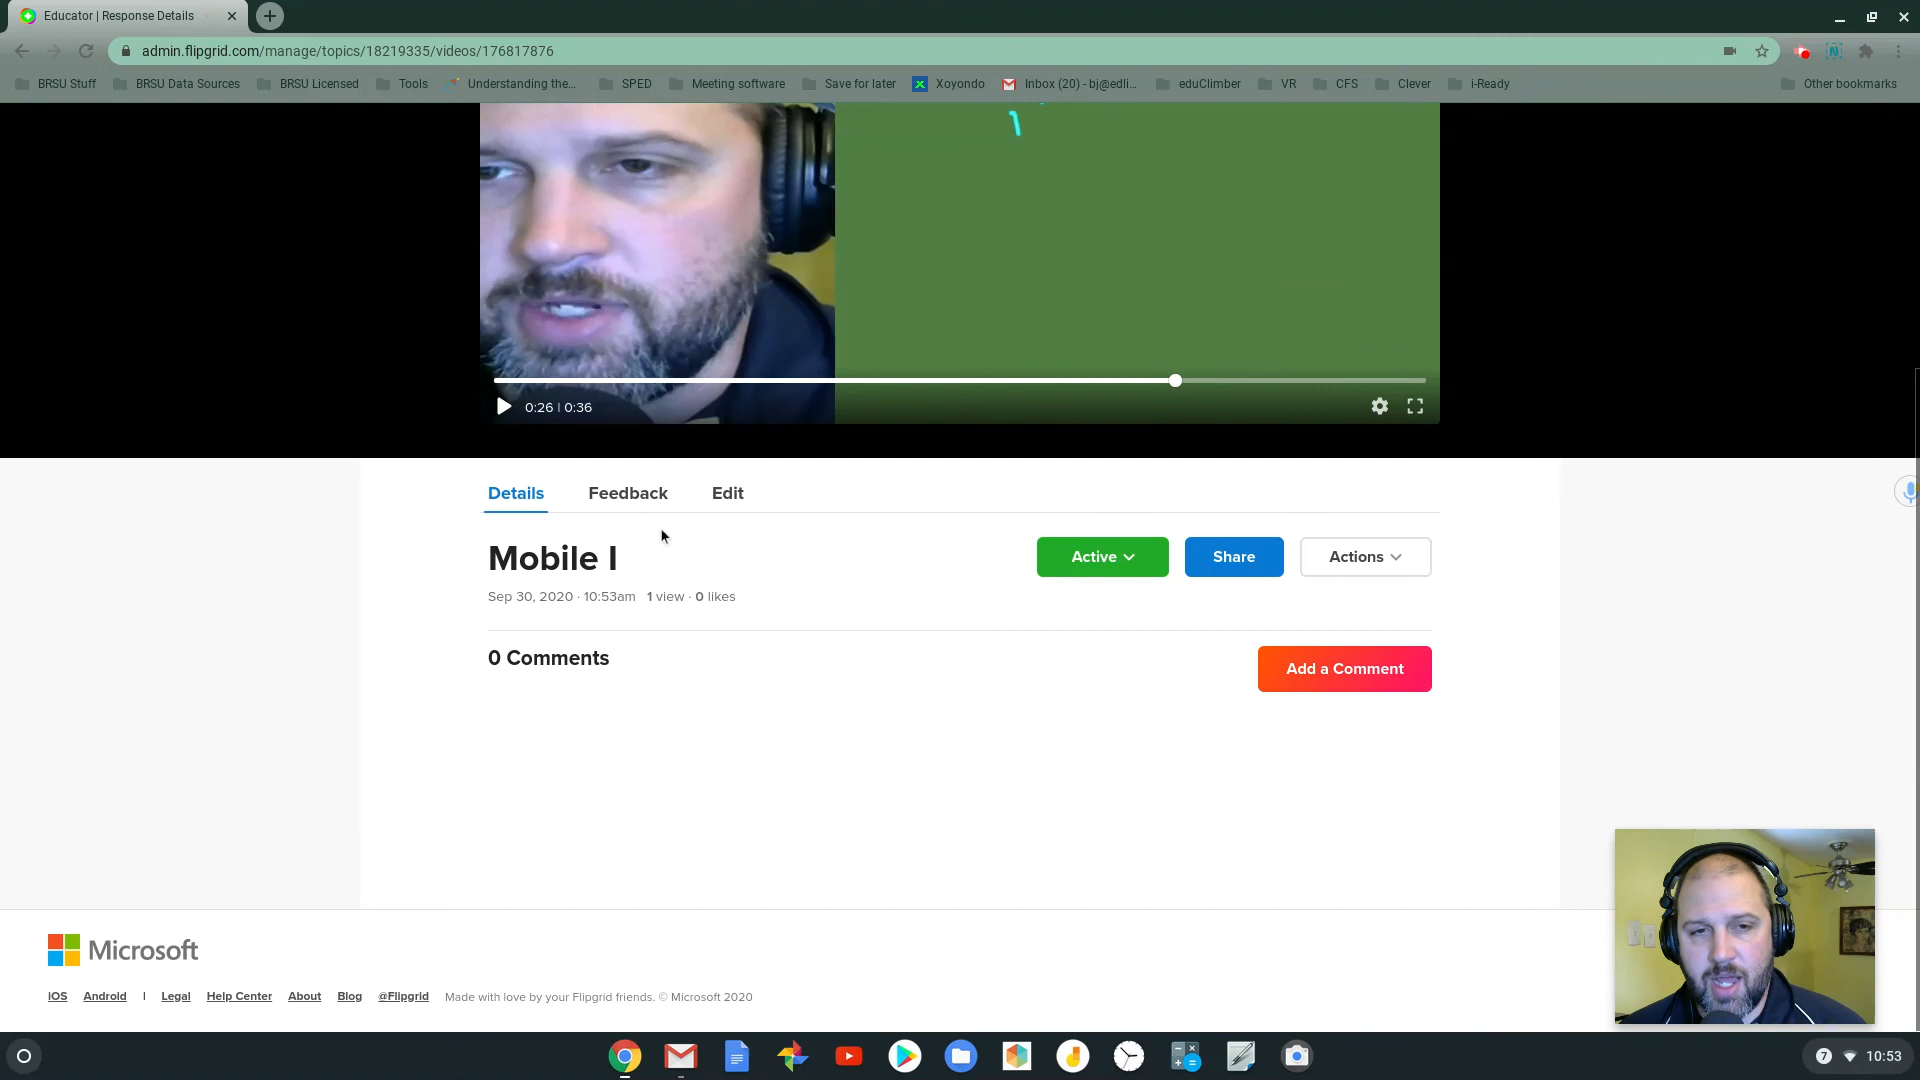 Educator | Response Details
admin.flipgrid.com/manage/topics/18219335/videos/176817876
BRSU Stuff BRSU Data Sources BRSU Licensed Tools Understanding the... SPED Meeting software Save for later Xoyondo Inbox (20) - bj@edli... eduClimber VR CFS Clever i-Ready Other bookmarks
0:26 | 0:36
Details Feedback Edit
Mobile I
Active Share Actions
Sep 30, 2020 · 10:53am 1 view · 0 likes
0 Comments
Add a Comment
Microsoft
iOS Android | Legal Help Center About Blog @Flipgrid Made with love by your Flipgrid friends. © Microsoft 2020
7 10:53